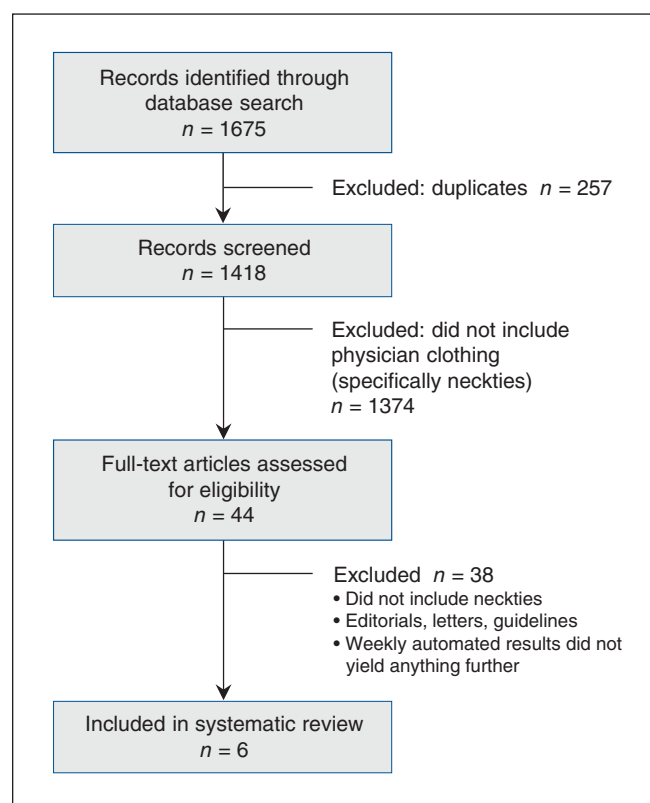 Records identified through
database search
n = 1675
Excluded: duplicates n = 257
Records screened
n = 1418
Excluded: did not include
physician clothing
(specifically neckties)
n = 1374
Full-text articles assessed
for eligibility
n = 44
Excluded n = 38
• Did not include neckties
• Editorials, letters, guidelines
• Weekly automated results did not
yield anything further
Included in systematic review
n = 6